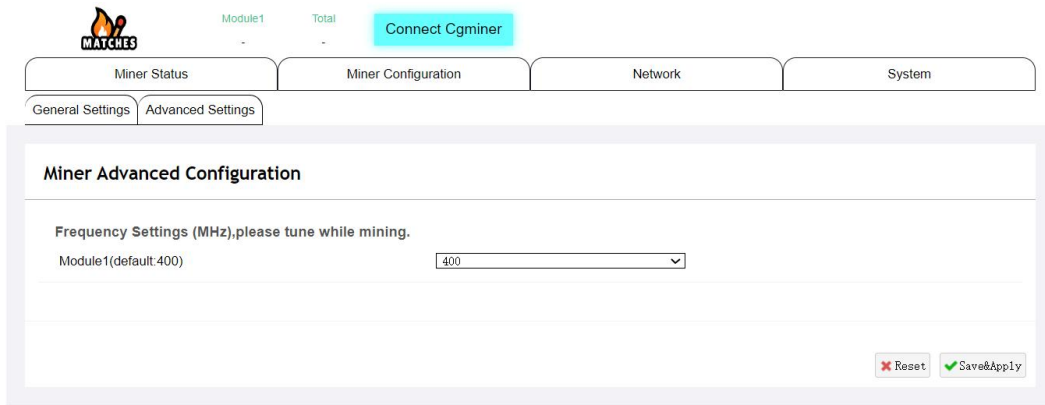 MATCHES
Module1 Total
- -
Connect Cgminer
Miner Status Miner Configuration Network System
General Settings Advanced Settings
Miner Advanced Configuration
Frequency Settings (MHz),please tune while mining.
Module1(default:400) 400
Reset Save&Apply